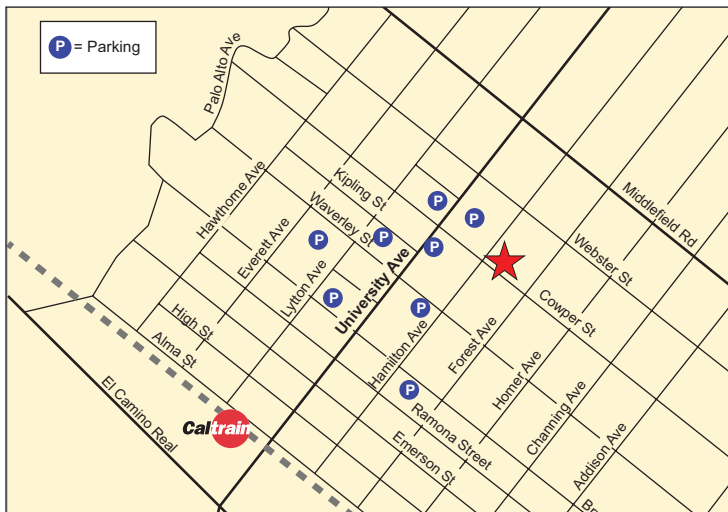 P = Parking
Palo Alto Ave
Hawthorne Ave
Everett Ave
Lytton Ave
University Ave
Hamilton Ave
Forest Ave
Homer Ave
Channing Ave
Addison Ave
Kipling St
Waverley St
Middlefield Rd
Webster St
Cowper St
High St
Alma St
El Camino Real
Ramona Street
Emerson St
Caltrain
P
P
P
P
P
P
P
P
Br